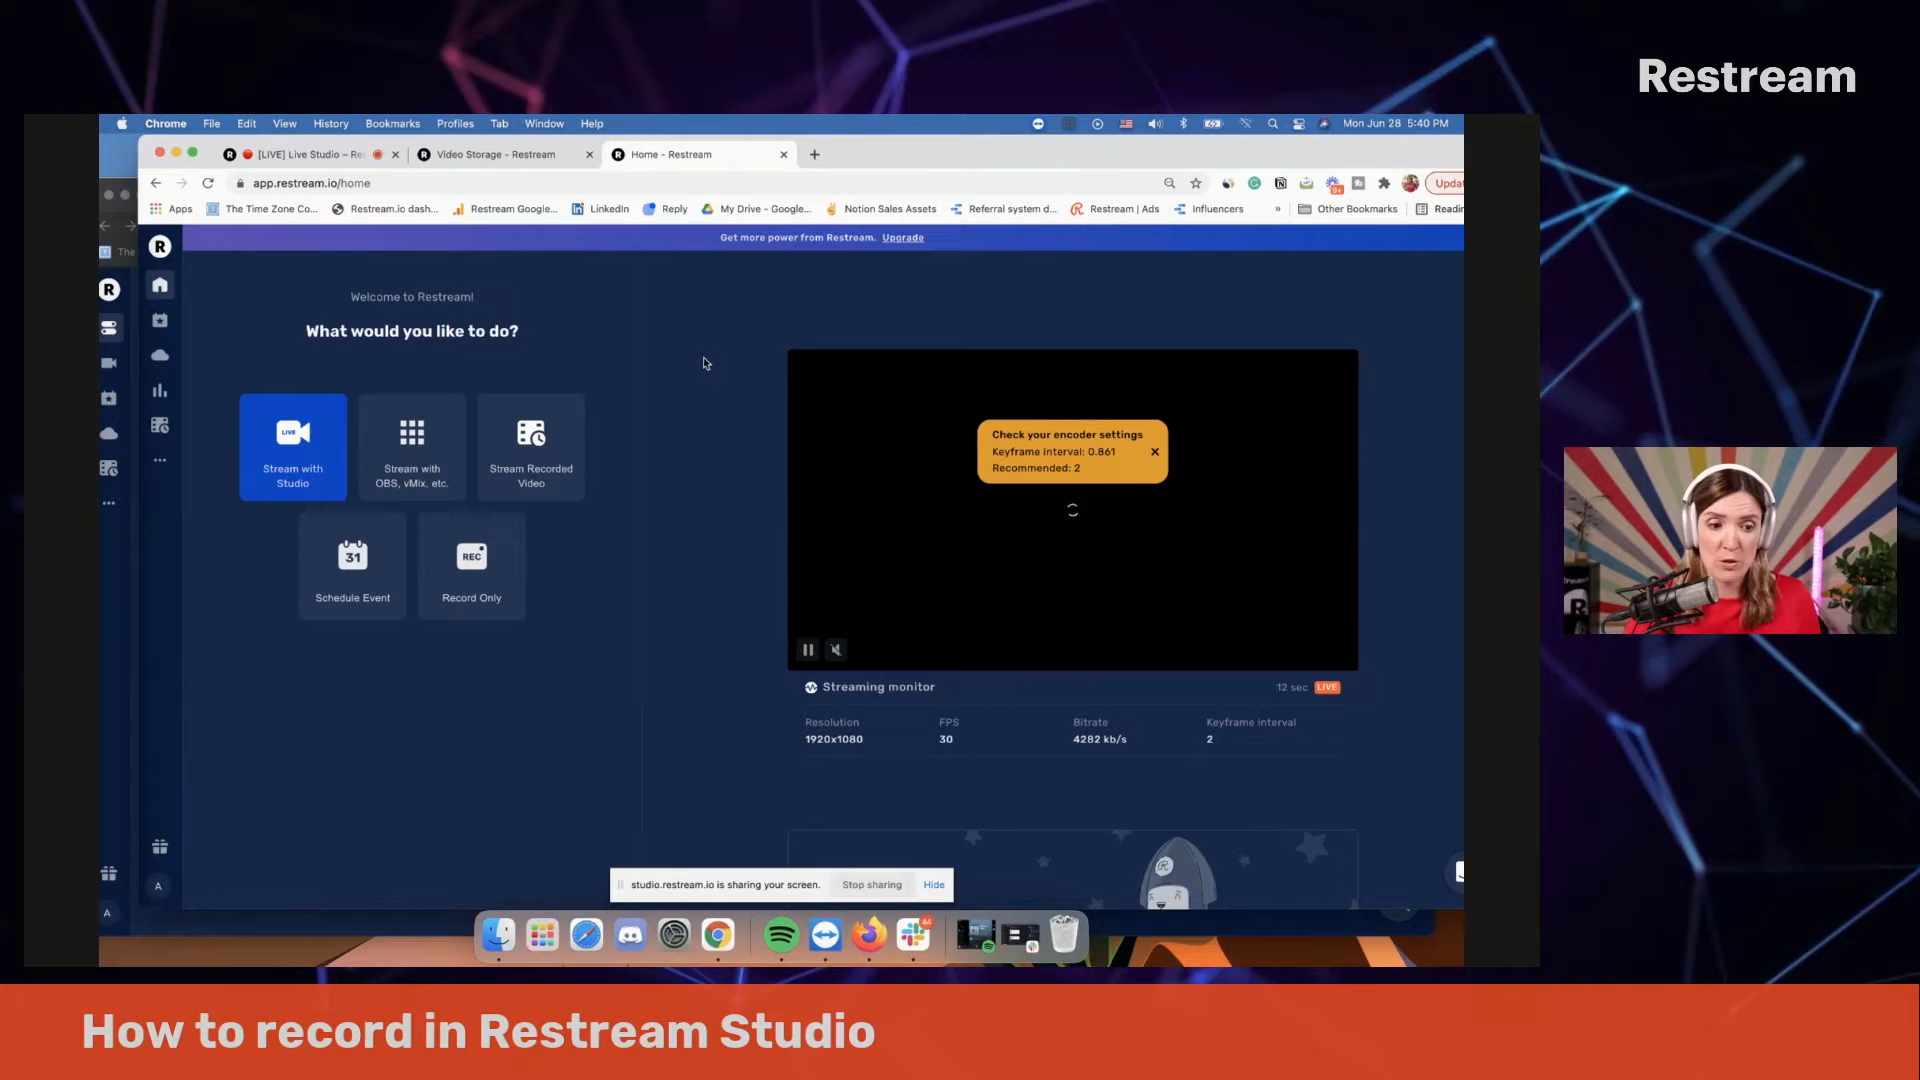 Restream
Chrome File Edit View History Bookmarks Profiles Tab Window Help Mon Jun 28 5:40 PM
[LIVE] Live Studio – Re
Video Storage - Restream
Home - Restream
app.restream.io/home
Apps
The Time Zone Co...
Restream.io dash...
Restream Google...
LinkedIn
Reply
My Drive - Google...
Notion Sales Assets
Referral system d...
Restream | Ads
Influencers
»
Other Bookmarks
The
Get more power from Restream. Upgrade
Welcome to Restream!
What would you like to do?
LIVE
Stream with
Studio
Stream with
OBS, vMix, etc.
Stream Recorded
Video
31
Schedule Event
REC
Record Only
Check your encoder settings
Keyframe interval: 0.861
Recommended: 2
Streaming monitor
12 sec LIVE
Resolution FPS Bitrate Keyframe interval
1920x1080 30 4282 kb/s 2
A
A
studio.restream.io is sharing your screen. Stop sharing Hide
44
How to record in Restream Studio